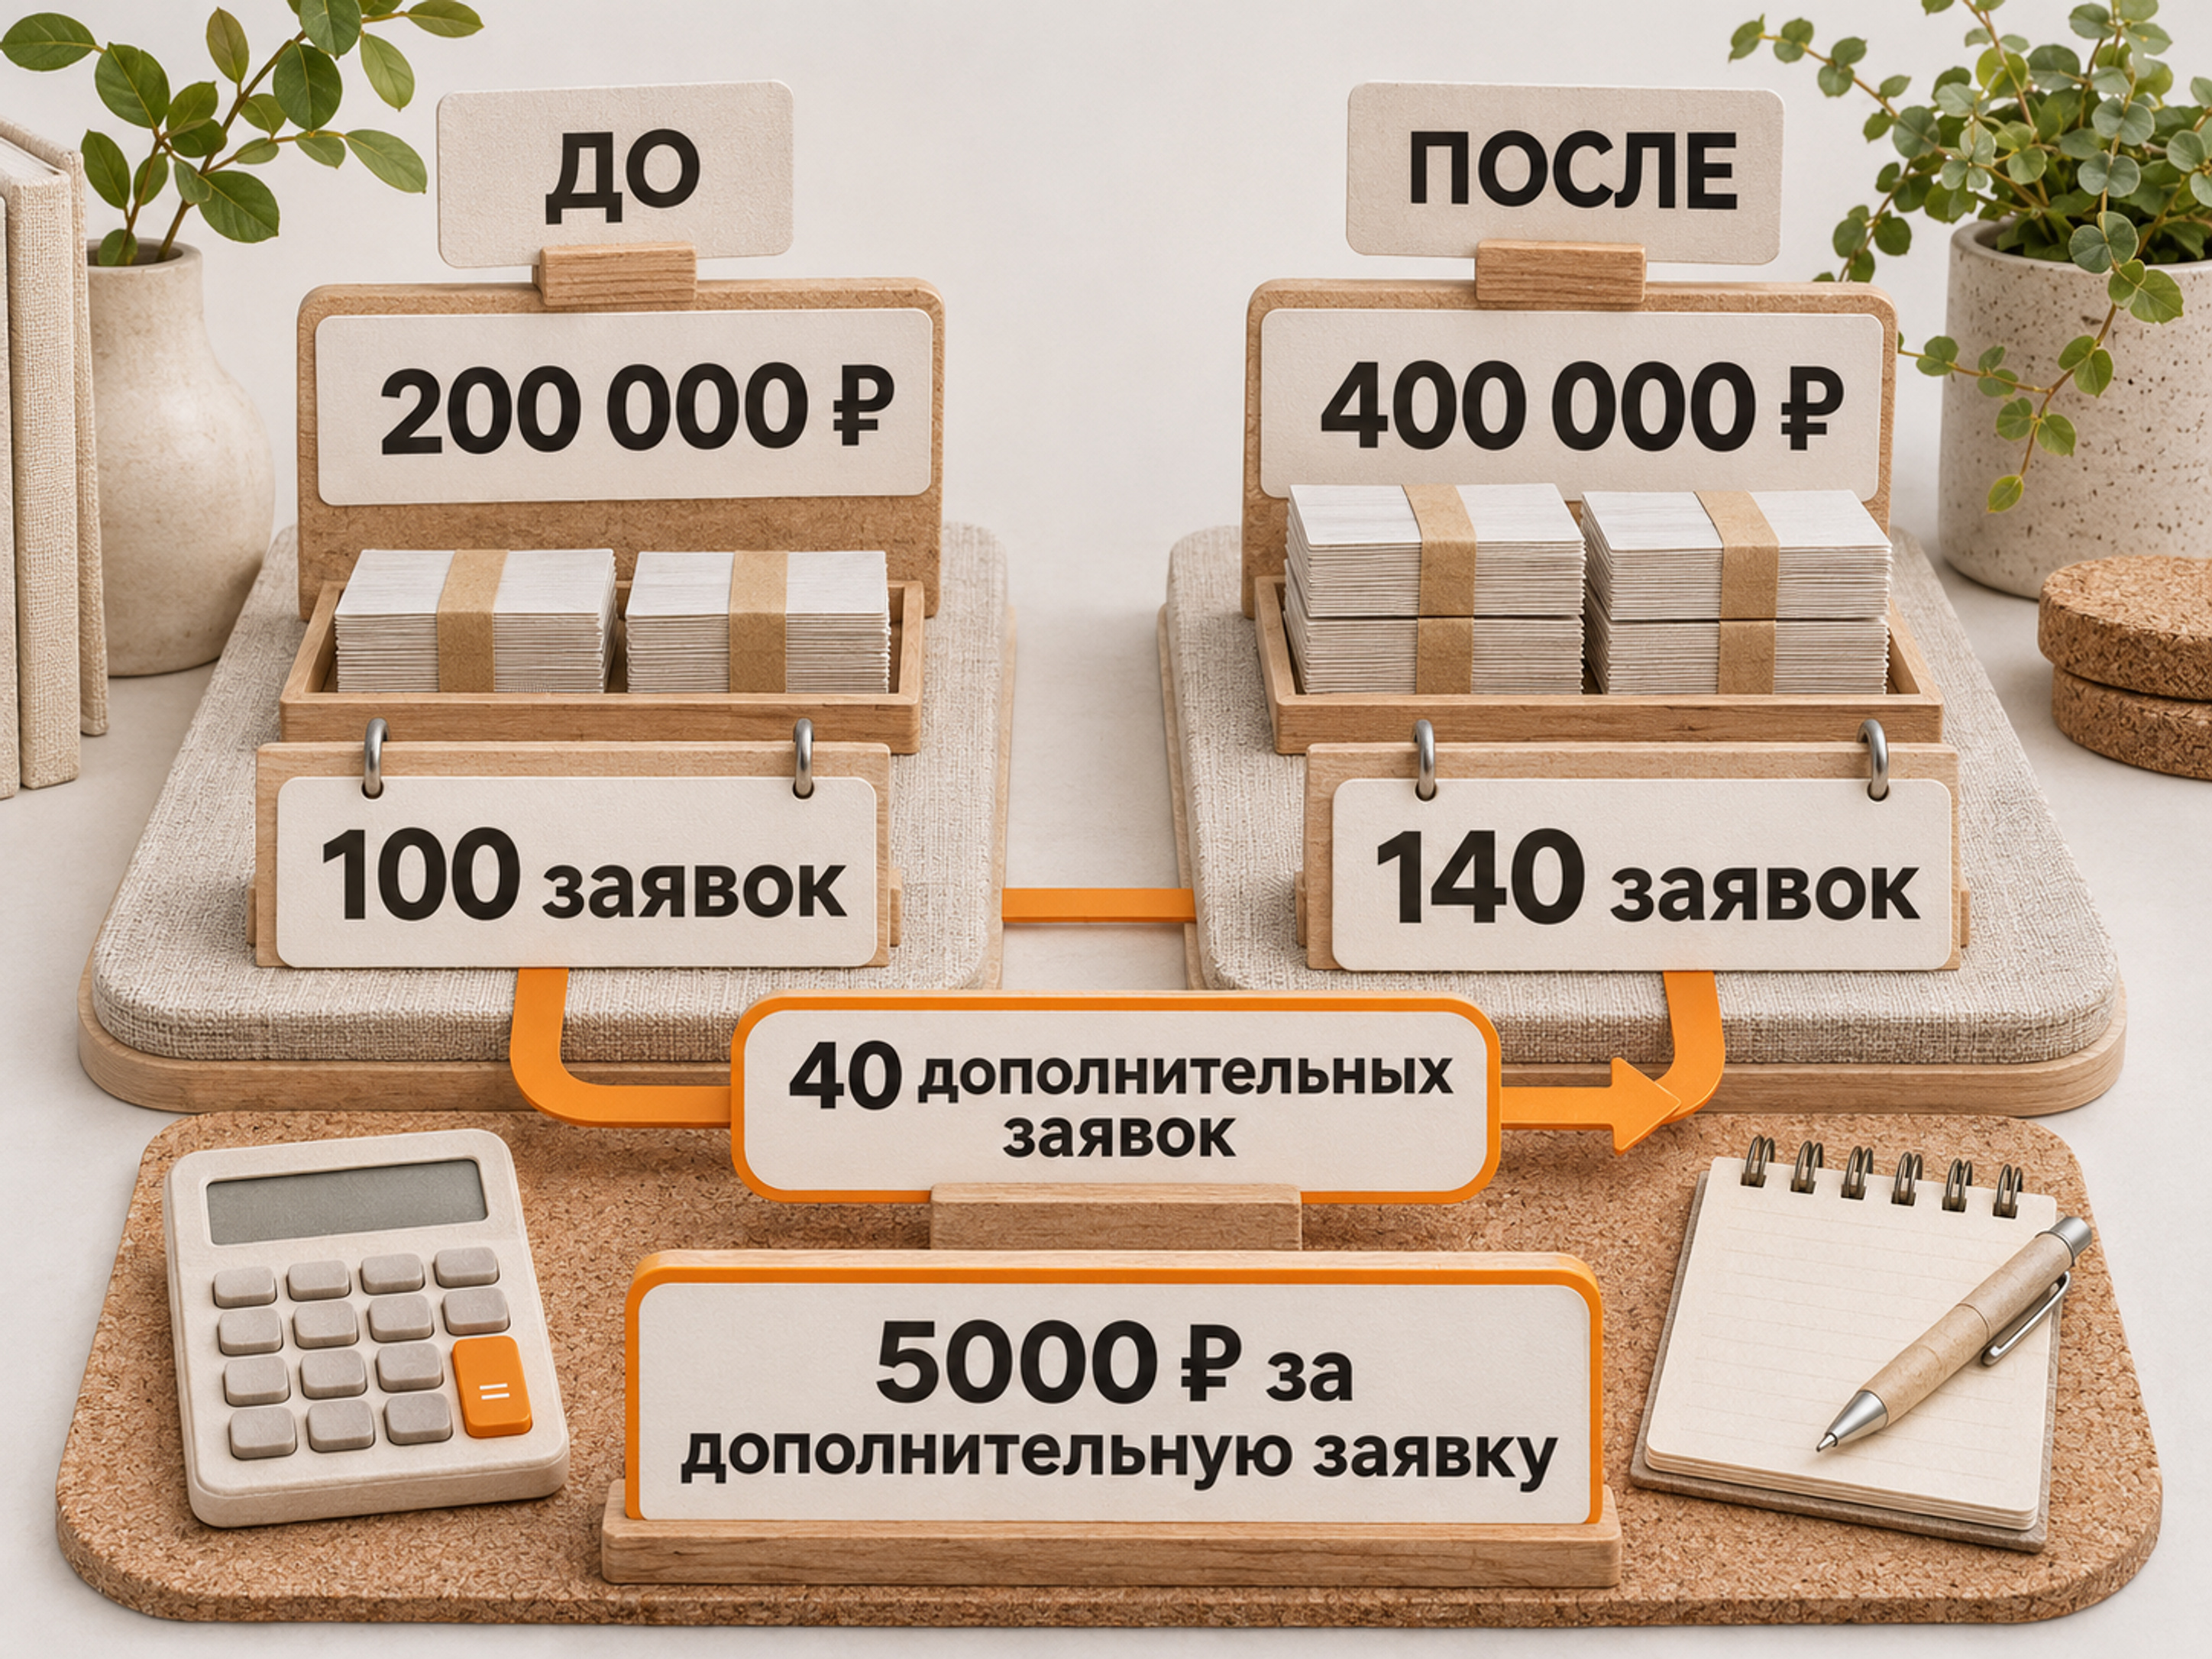 ДО
ПОСЛЕ
200 000 ₽
400 000 ₽
100 заявок
140 заявок
40 дополнительных
заявок
=
5000 ₽ за
дополнительную заявку